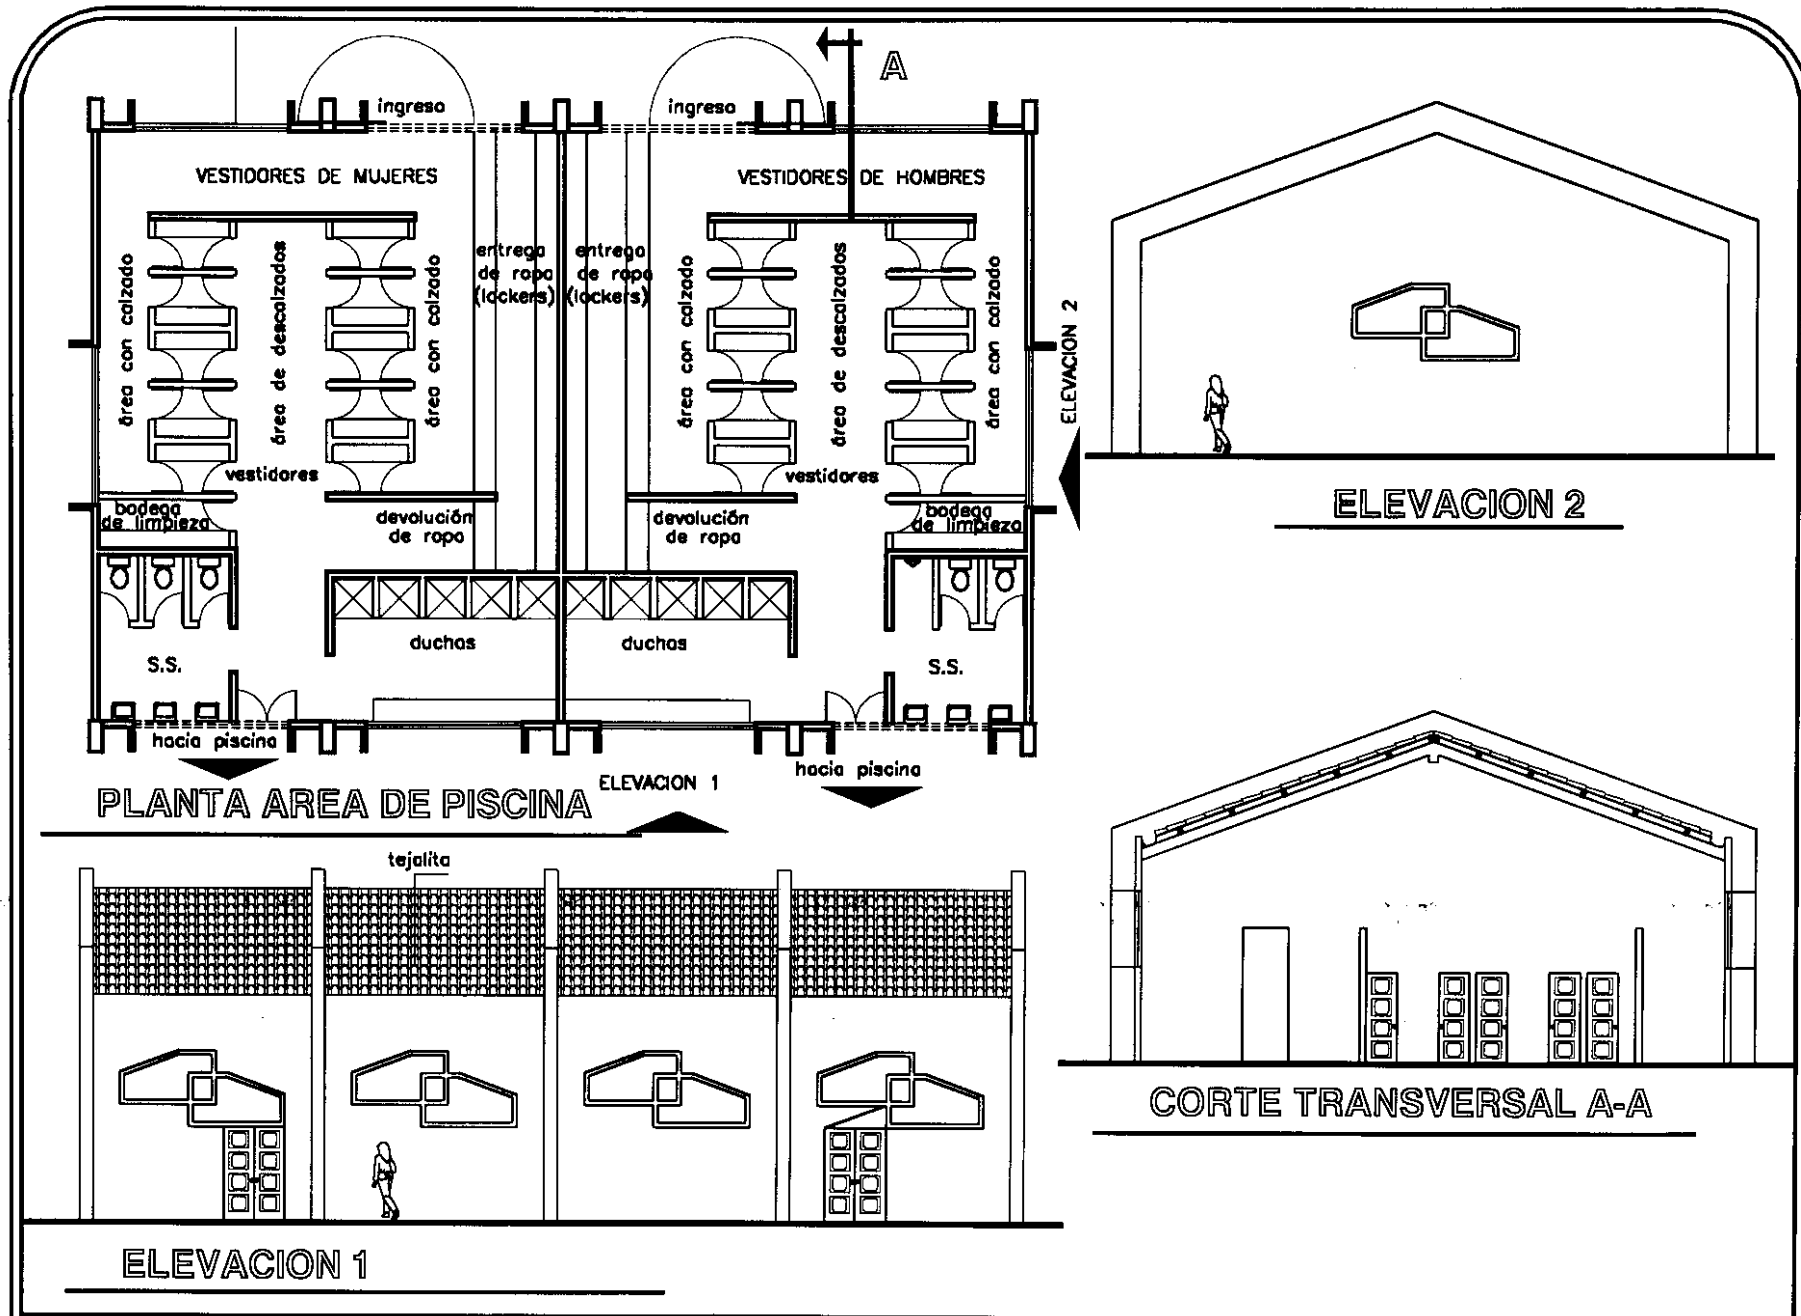 A
ingreso
ingreso
VESTIDORES DE MUJERES
VESTIDORES DE HOMBRES
área con calzado
área de descalzados
área con calzado
entrega
de ropa
(lockers)
entrega
de ropa
(lockers)
área con calzado
área de descalzados
área con calzado
vestidores
vestidores
bodega
de limpieza
devolución
de ropa
devolución
de ropa
bodega
de limpieza
duchas
duchas
S.S.
S.S.
hacia piscina
hacia piscina
ELEVACION 1
PLANTA AREA DE PISCINA
ELEVACION 2
ELEVACION 2
tejalita
ELEVACION 1
CORTE TRANSVERSAL A-A